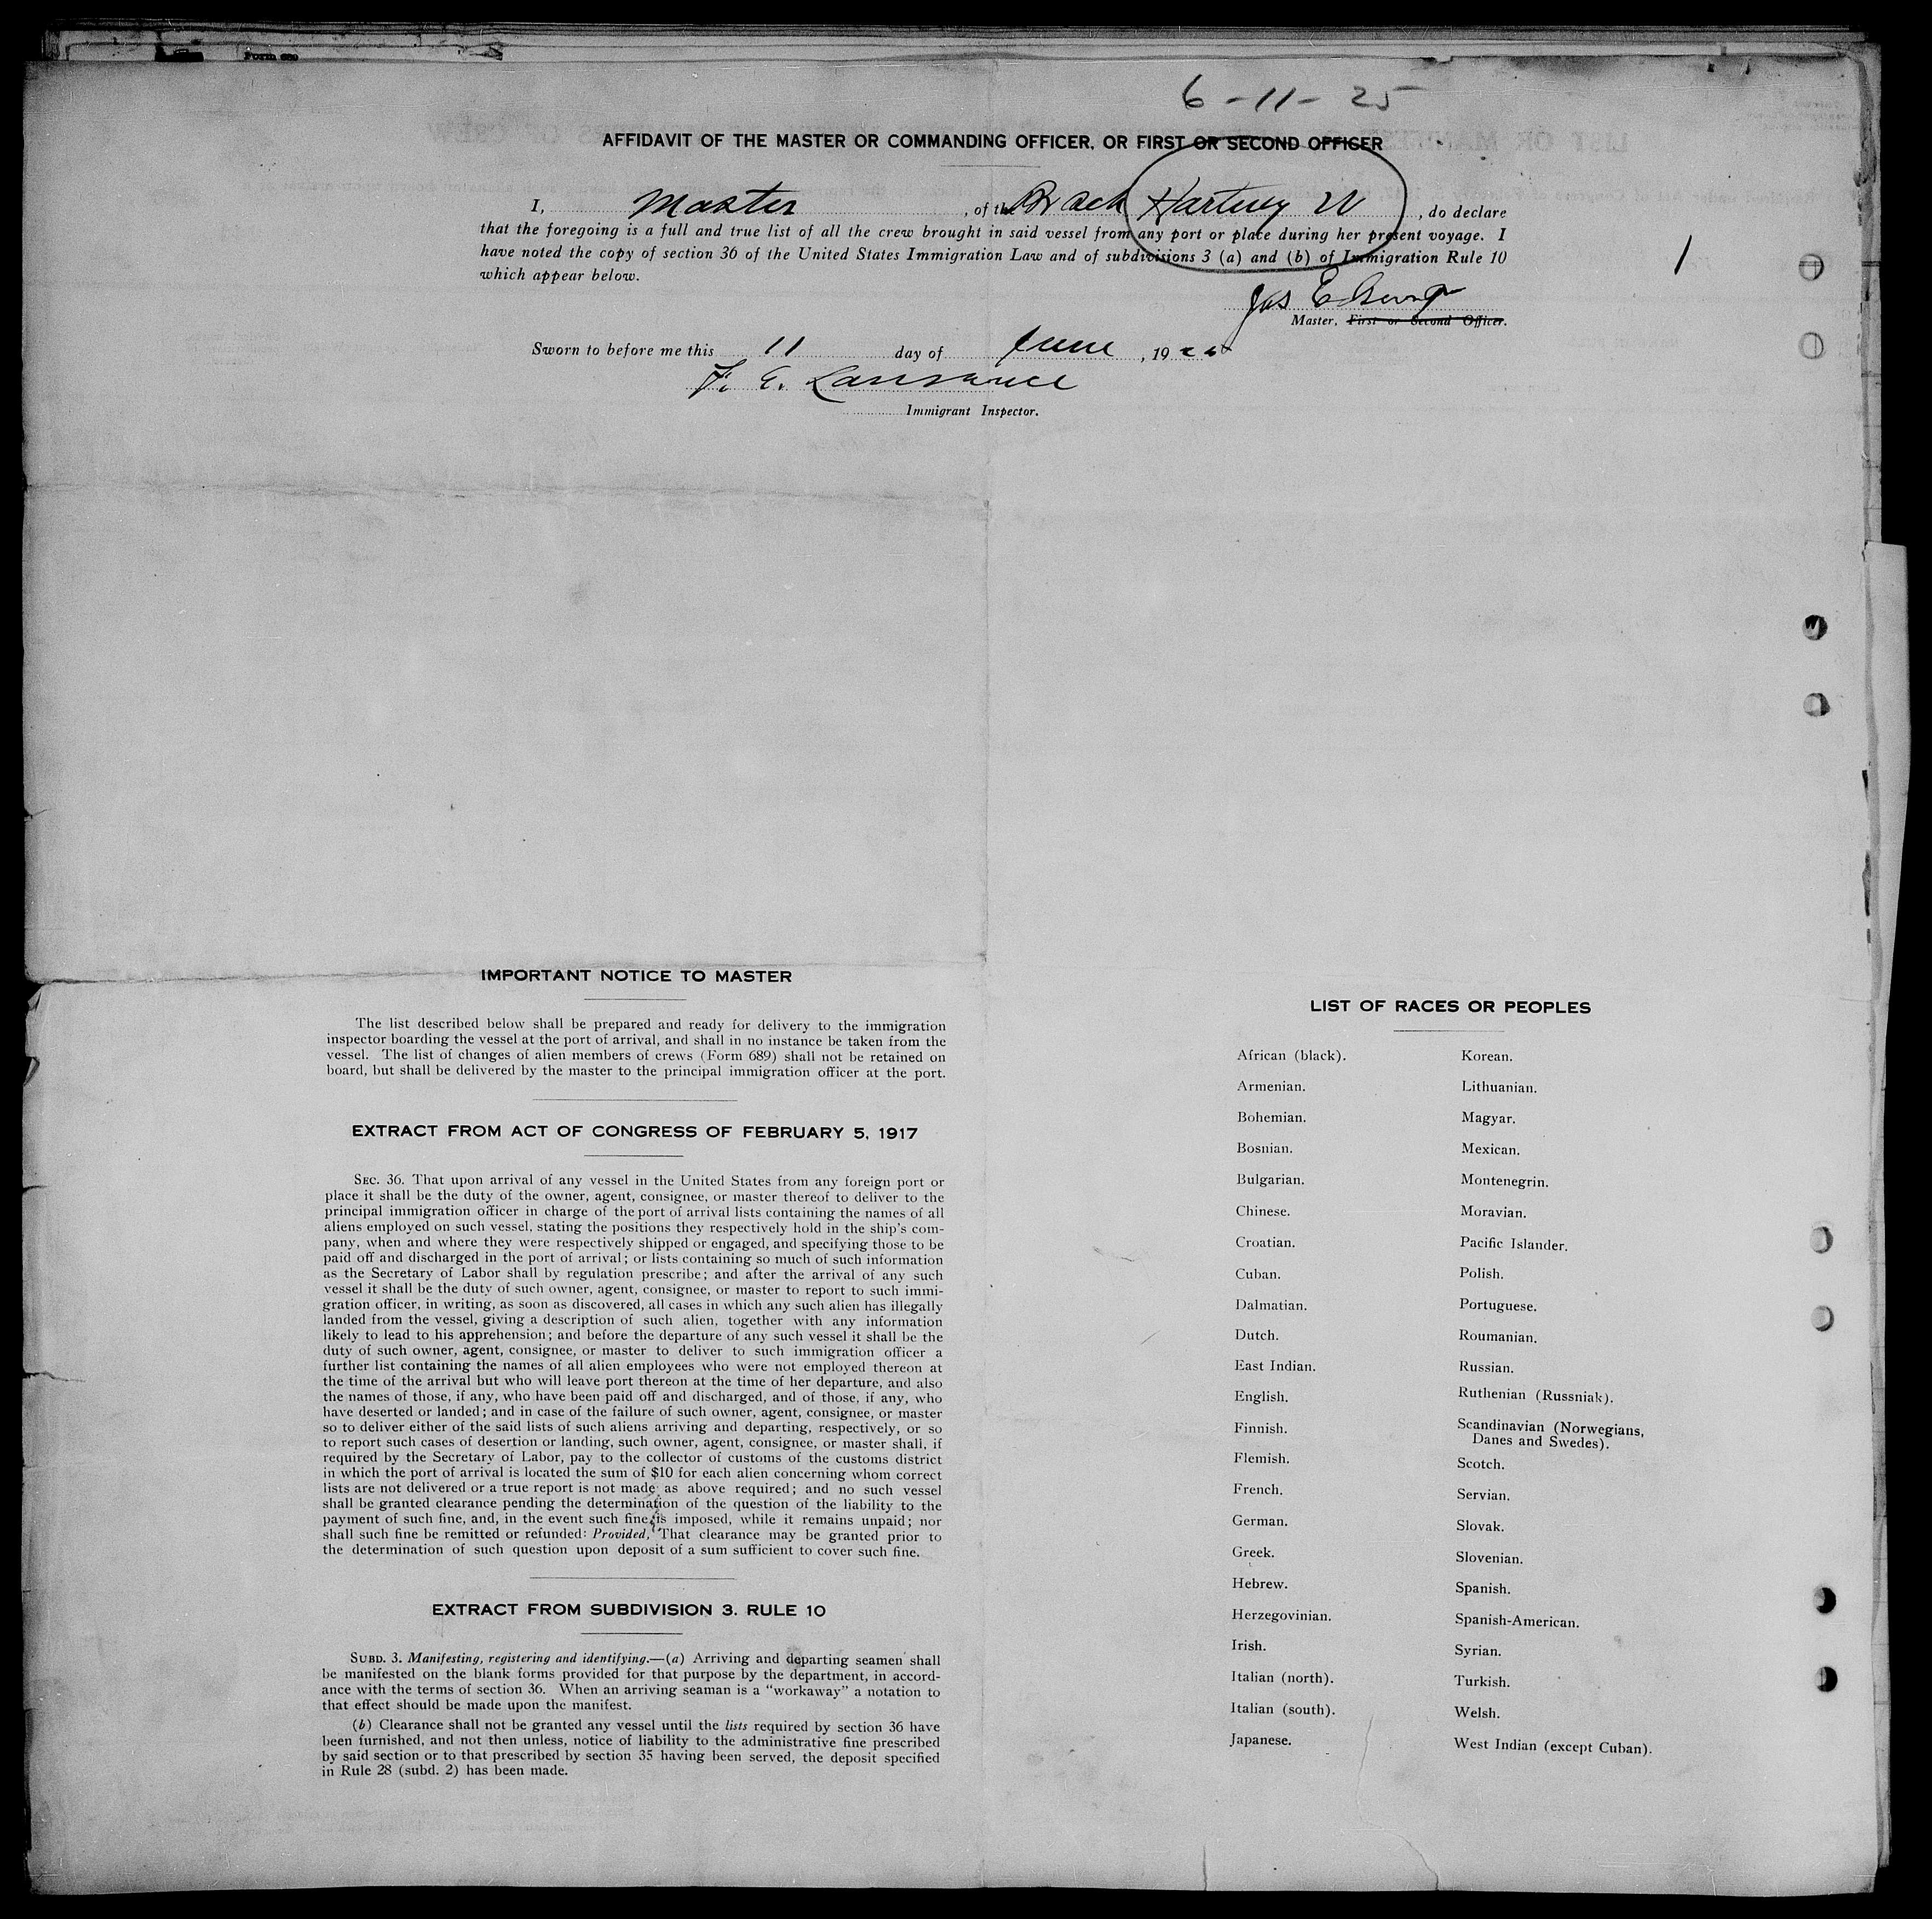 Form 680
6-11-25
AFFIDAVIT OF THE MASTER OR COMMANDING OFFICER, OR FIRST OR SECOND OFFICER
I, Master, of the Br Sch Hartney W, do declare
that the foregoing is a full and true list of all the crew brought in said vessel from any port or place during her present voyage. I
have noted the copy of section 36 of the United States Immigration Law and of subdivisions 3 (a) and (b) of Immigration Rule 10
which appear below.
1
Jas
Master, First or Second Officer.
Sworn to before me this 11 day of June, 19
F. E.
Immigrant Inspector.
IMPORTANT NOTICE TO MASTER
The list described below shall be prepared and ready for delivery to the immigration
inspector boarding the vessel at the port of arrival, and shall in no instance be taken from the
vessel. The list of changes of alien members of crews (Form 689) shall not be retained on
board, but shall be delivered by the master to the principal immigration officer at the port.
EXTRACT FROM ACT OF CONGRESS OF FEBRUARY 5, 1917
SEC. 36. That upon arrival of any vessel in the United States from any foreign port or
place it shall be the duty of the owner, agent, consignee, or master thereof to deliver to the
principal immigration officer in charge of the port of arrival lists containing the names of all
aliens employed on such vessel, stating the positions they respectively hold in the ship's com-
pany, when and where they were respectively shipped or engaged, and specifying those to be
paid off and discharged in the port of arrival; or lists containing so much of such information
as the Secretary of Labor shall by regulation prescribe; and after the arrival of any such
vessel it shall be the duty of such owner, agent, consignee, or master to report to such immi-
gration officer, in writing, as soon as discovered, all cases in which any such alien has illegally
landed from the vessel, giving a description of such alien, together with any information
likely to lead to his apprehension; and before the departure of any such vessel it shall be the
duty of such owner, agent, consignee, or master to deliver to such immigration officer a
further list containing the names of all alien employees who were not employed thereon at
the time of the arrival but who will leave port thereon at the time of her departure, and also
the names of those, if any, who have been paid off and discharged, and of those, if any, who
have deserted or landed; and in case of the failure of such owner, agent, consignee, or master
so to deliver either of the said lists of such aliens arriving and departing, respectively, or so
to report such cases of desertion or landing, such owner, agent, consignee, or master shall, if
required by the Secretary of Labor, pay to the collector of customs of the customs district
in which the port of arrival is located the sum of $10 for each alien concerning whom correct
lists are not delivered or a true report is not made as above required; and no such vessel
shall be granted clearance pending the determination of the question of the liability to the
payment of such fine, and, in the event such fine is imposed, while it remains unpaid; nor
shall such fine be remitted or refunded: Provided, That clearance may be granted prior to
the determination of such question upon deposit of a sum sufficient to cover such fine.
EXTRACT FROM SUBDIVISION 3. RULE 10
SUBD. 3. Manifesting, registering and identifying.—(a) Arriving and departing seamen shall
be manifested on the blank forms provided for that purpose by the department, in accord-
ance with the terms of section 36. When an arriving seaman is a "workaway" a notation to
that effect should be made upon the manifest.
(b) Clearance shall not be granted any vessel until the lists required by section 36 have
been furnished, and not then unless, notice of liability to the administrative fine prescribed
by said section or to that prescribed by section 35 having been served, the deposit specified
in Rule 28 (subd. 2) has been made.
LIST OF RACES OR PEOPLES
African (black).
Armenian.
Bohemian.
Bosnian.
Bulgarian.
Chinese.
Croatian.
Cuban.
Dalmatian.
Dutch.
East Indian.
English.
Finnish.
Flemish.
French.
German.
Greek.
Hebrew.
Herzegovinian.
Irish.
Italian (north).
Italian (south).
Japanese.
Korean.
Lithuanian.
Magyar.
Mexican.
Montenegrin.
Moravian.
Pacific Islander.
Polish.
Portuguese.
Roumanian.
Russian.
Ruthenian (Russniak).
Scandinavian (Norwegians,
Danes and Swedes).
Scotch.
Servian.
Slovak.
Slovenian.
Spanish.
Spanish-American.
Syrian.
Turkish.
Welsh.
West Indian (except Cuban).